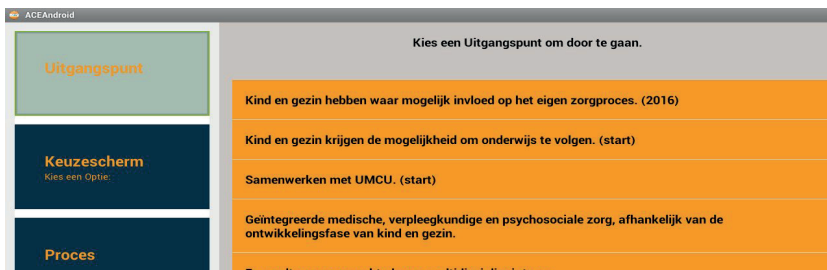 ACEAndroid
Uitgangspunt
Keuzescherm
Kies een Optie:
Proces
Kies een Uitgangspunt om door te gaan.
Kind en gezin hebben waar mogelijk invloed op het eigen zorgproces. (2016)
Kind en gezin krijgen de mogelijkheid om onderwijs te volgen. (start)
Samenwerken met UMCU. (start)
Geïntegreerde medische, verpleegkundige en psychosociale zorg, afhankelijk van de
ontwikkelingsfase van kind en gezin.